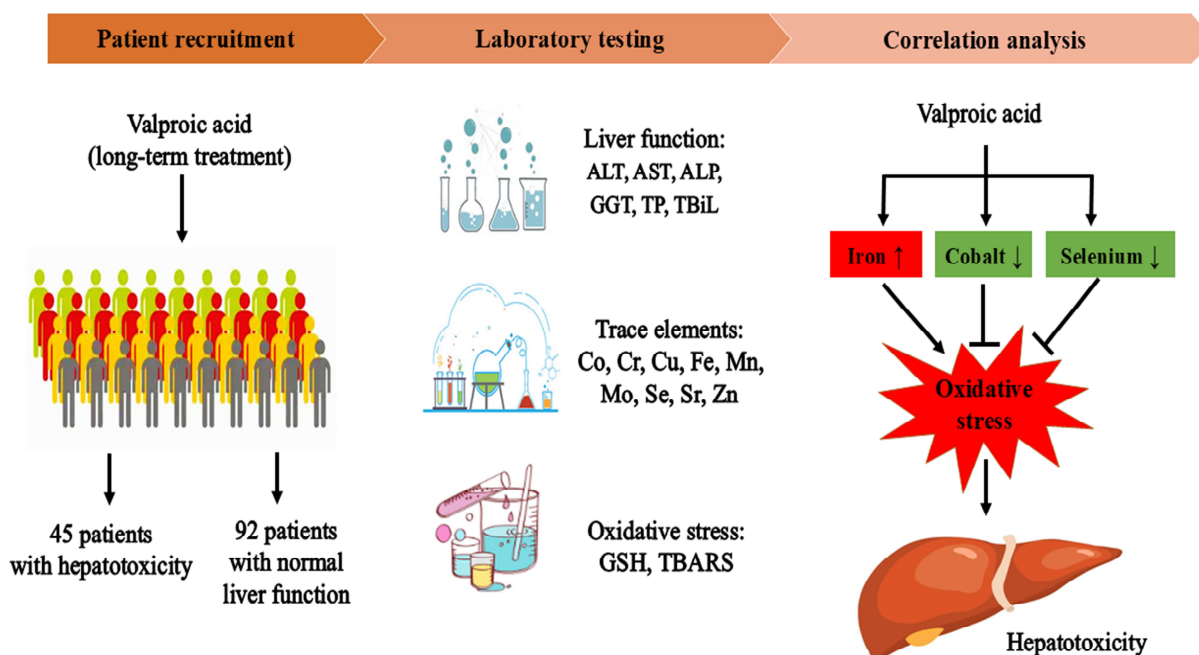 Patient recruitment
Laboratory testing
Correlation analysis
Valproic acid
(long-term treatment)
45 patients
with hepatotoxicity
92 patients
with normal
liver function
Liver function:
ALT, AST, ALP,
GGT, TP, TBiL
Trace elements:
Co, Cr, Cu, Fe, Mn,
Mo, Se, Sr, Zn
Oxidative stress:
GSH, TBARS
Valproic acid
Iron ↑
Cobalt ↓
Selenium ↓
Oxidative
stress
Hepatotoxicity